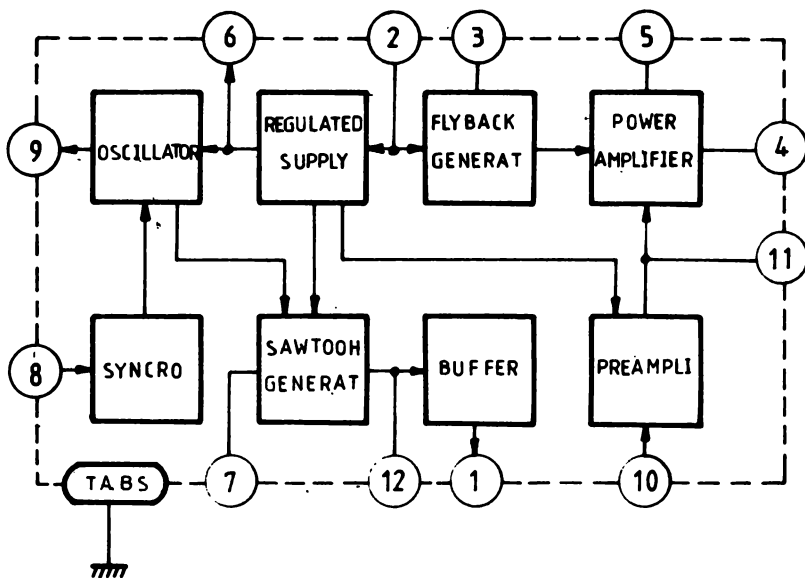 6
2
3
5
OSCILLATOR
REGULATED
SUPPLY
FLYBACK
GENERAT
POWER
AMPLIFIER
9
4
11
8
SYNCRO
SAWTOOH
GENERAT
BUFFER
PREAMPLI
TABS
7
12
1
10